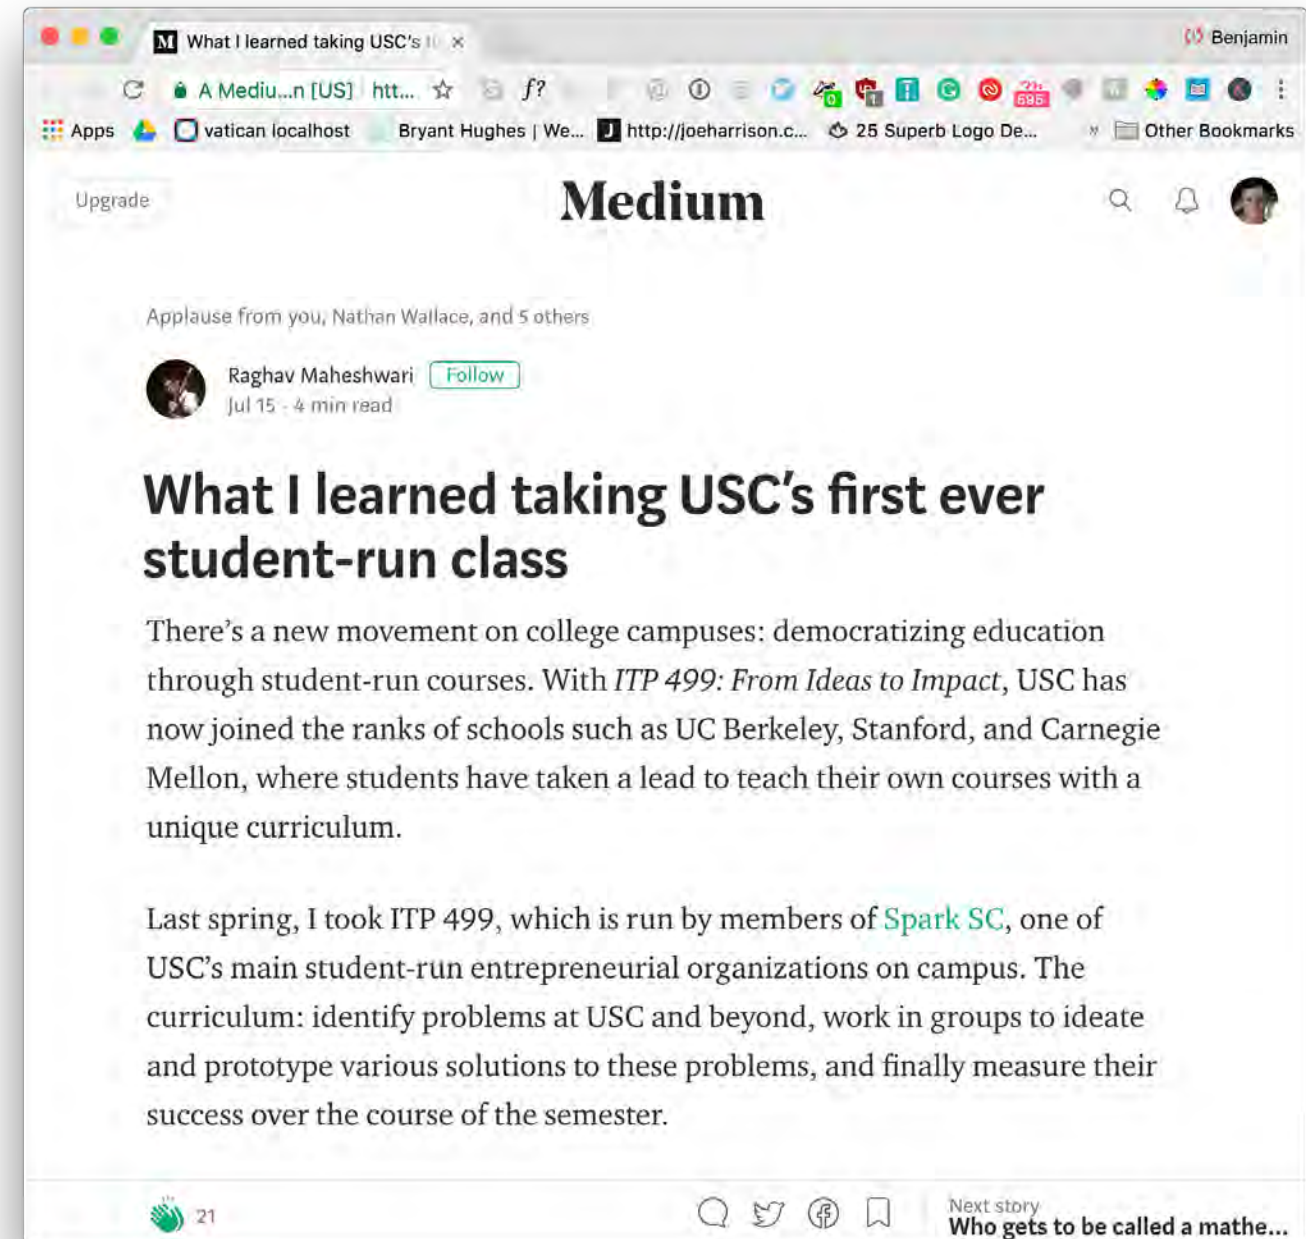 What I learned taking USC's
Benjamin
A Mediu...n [US]
htt...
f?
Apps
vatican localhost
Bryant Hughes | We...
http://joeharrison.c...
25 Superb Logo De...
»
Other Bookmarks
Upgrade
Medium
Applause from you, Nathan Wallace, and 5 others
Raghav Maheshwari
Follow
Jul 15 · 4 min read
What I learned taking USC's first ever
student-run class
There's a new movement on college campuses: democratizing education
through student-run courses. With ITP 499: From Ideas to Impact, USC has
now joined the ranks of schools such as UC Berkeley, Stanford, and Carnegie
Mellon, where students have taken a lead to teach their own courses with a
unique curriculum.
Last spring, I took ITP 499, which is run by members of Spark SC, one of
USC's main student-run entrepreneurial organizations on campus. The
curriculum: identify problems at USC and beyond, work in groups to ideate
and prototype various solutions to these problems, and finally measure their
success over the course of the semester.
21
Next story
Who gets to be called a mathe...